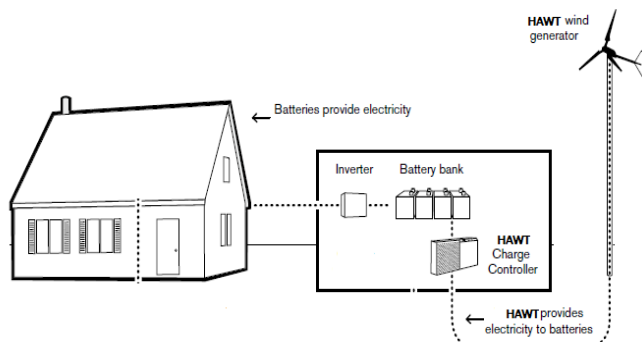 HAWT wind
generator
Batteries provide electricity
Inverter
Battery bank
HAWT
Charge
Controller
HAWT provides
electricity to batteries